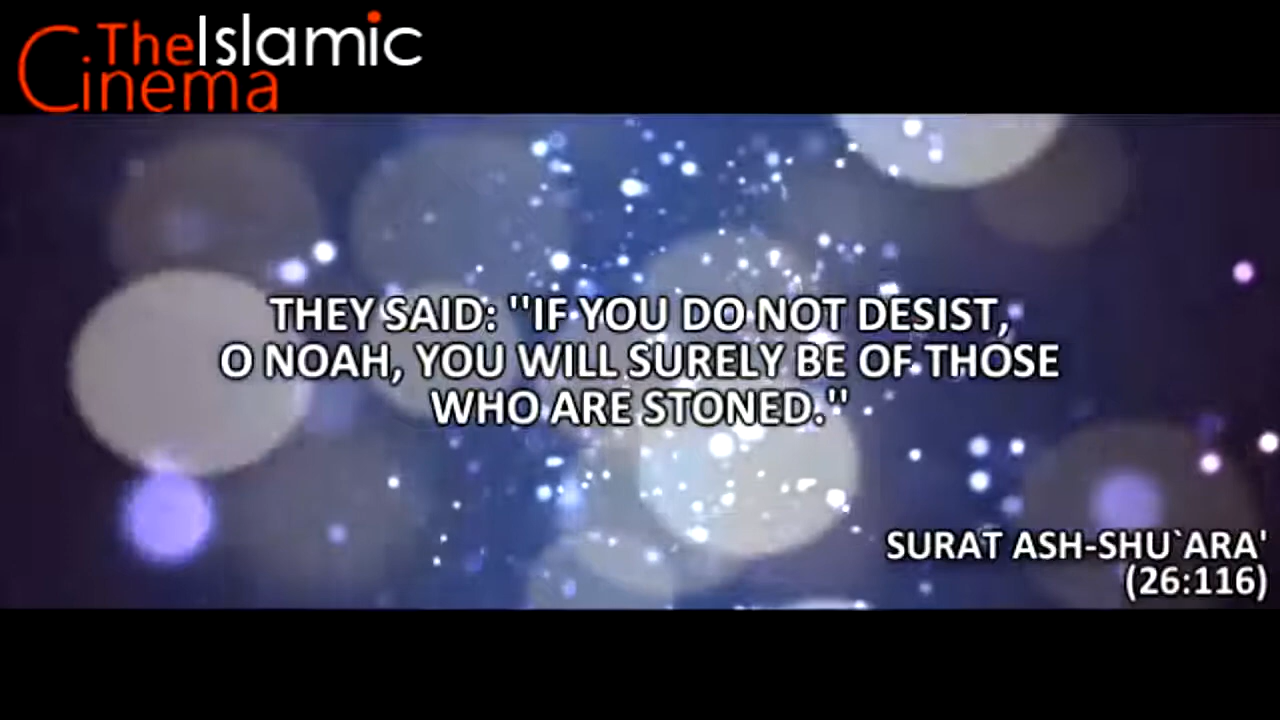 TheIslamic
Cinema
THEY SAID: "IF YOU DO NOT DESIST,
O NOAH, YOU WILL SURELY BE OF THOSE
WHO ARE STONED."
SURAT ASH-SHU`ARA'
(26:116)